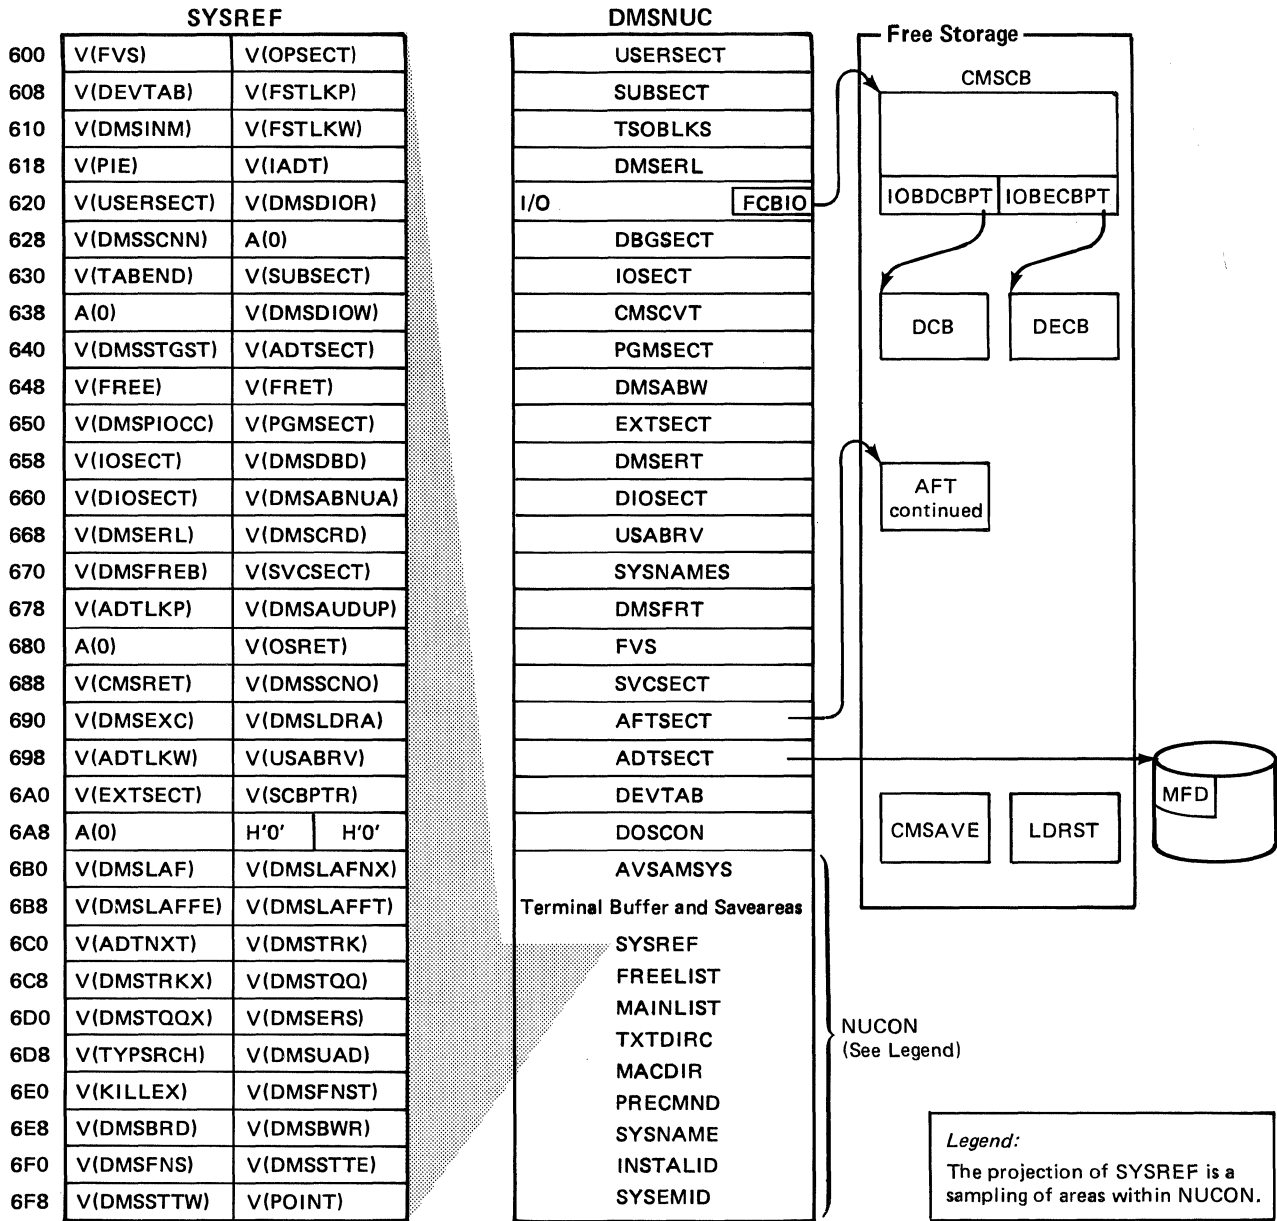 SYSREF
600 V(FVS) V(OPSECT)
608 V(DEVTAB) V(FSTLKP)
610 V(DMSINM) V(FSTLKW)
618 V(PIE) V(IADT)
620 V(USERSECT) V(DMSDIOR)
628 V(DMSSCNN) A(0)
630 V(TABEND) V(SUBSECT)
638 A(0) V(DMSDIOW)
640 V(DMSSTGST) V(ADTSECT)
648 V(FREE) V(FRET)
650 V(DMSPIOCC) V(PGMSECT)
658 V(IOSECT) V(DMSDBD)
660 V(DIOSECT) V(DMSABNUA)
668 V(DMSERL) V(DMSCRD)
670 V(DMSFREB) V(SVCSECT)
678 V(ADTLKP) V(DMSAUDUP)
680 A(0) V(OSRET)
688 V(CMSRET) V(DMSSCNO)
690 V(DMSEXC) V(DMSLDRA)
698 V(ADTLKW) V(USABRV)
6A0 V(EXTSECT) V(SCBPTR)
6A8 A(0) H'0' H'0'
6B0 V(DMSLAF) V(DMSLAFNX)
6B8 V(DMSLAFFE) V(DMSLAFFT)
6C0 V(ADTNXT) V(DMSTRK)
6C8 V(DMSTRKX) V(DMSTQQ)
6D0 V(DMSTQQX) V(DMSERS)
6D8 V(TYPSRCH) V(DMSUAD)
6E0 V(KILLEX) V(DMSFNST)
6E8 V(DMSBRD) V(DMSBWR)
6F0 V(DMSFNS) V(DMSSTTE)
6F8 V(DMSSTTW) V(POINT)
DMSNUC
USERSECT
SUBSECT
TSOBLKS
DMSERL
I/O FCBIO
DBGSECT
IOSECT
CMSCVT
PGMSECT
DMSABW
EXTSECT
DMSERT
DIOSECT
USABRV
SYSNAMES
DMSFRT
FVS
SVCSECT
AFTSECT
ADTSECT
DEVTAB
DOSCON
AVSAMSYS
Terminal Buffer and Saveareas
SYSREF
FREELIST
MAINLIST
TXTDIRC
MACDIR
PRECMND
SYSNAME
INSTALID
SYSEMID
NUCON
(See Legend)
Free Storage
CMSCB
IOBDCBPT IOBECBPT
DCB DECB
AFT
continued
CMSAVE LDRST
MFD
Legend:
The projection of SYSREF is a
sampling of areas within NUCON.